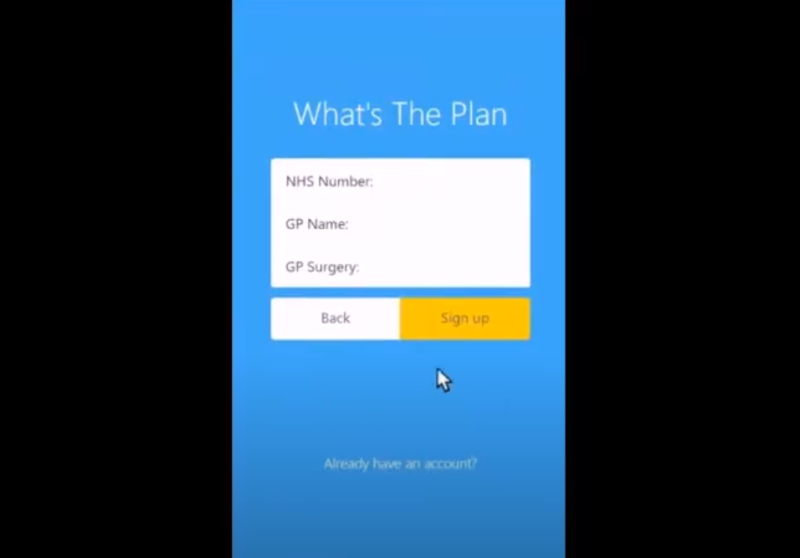 What's The Plan
NHS Number:
GP Name:
GP Surgery:
Back
Sign up
Already have an account?